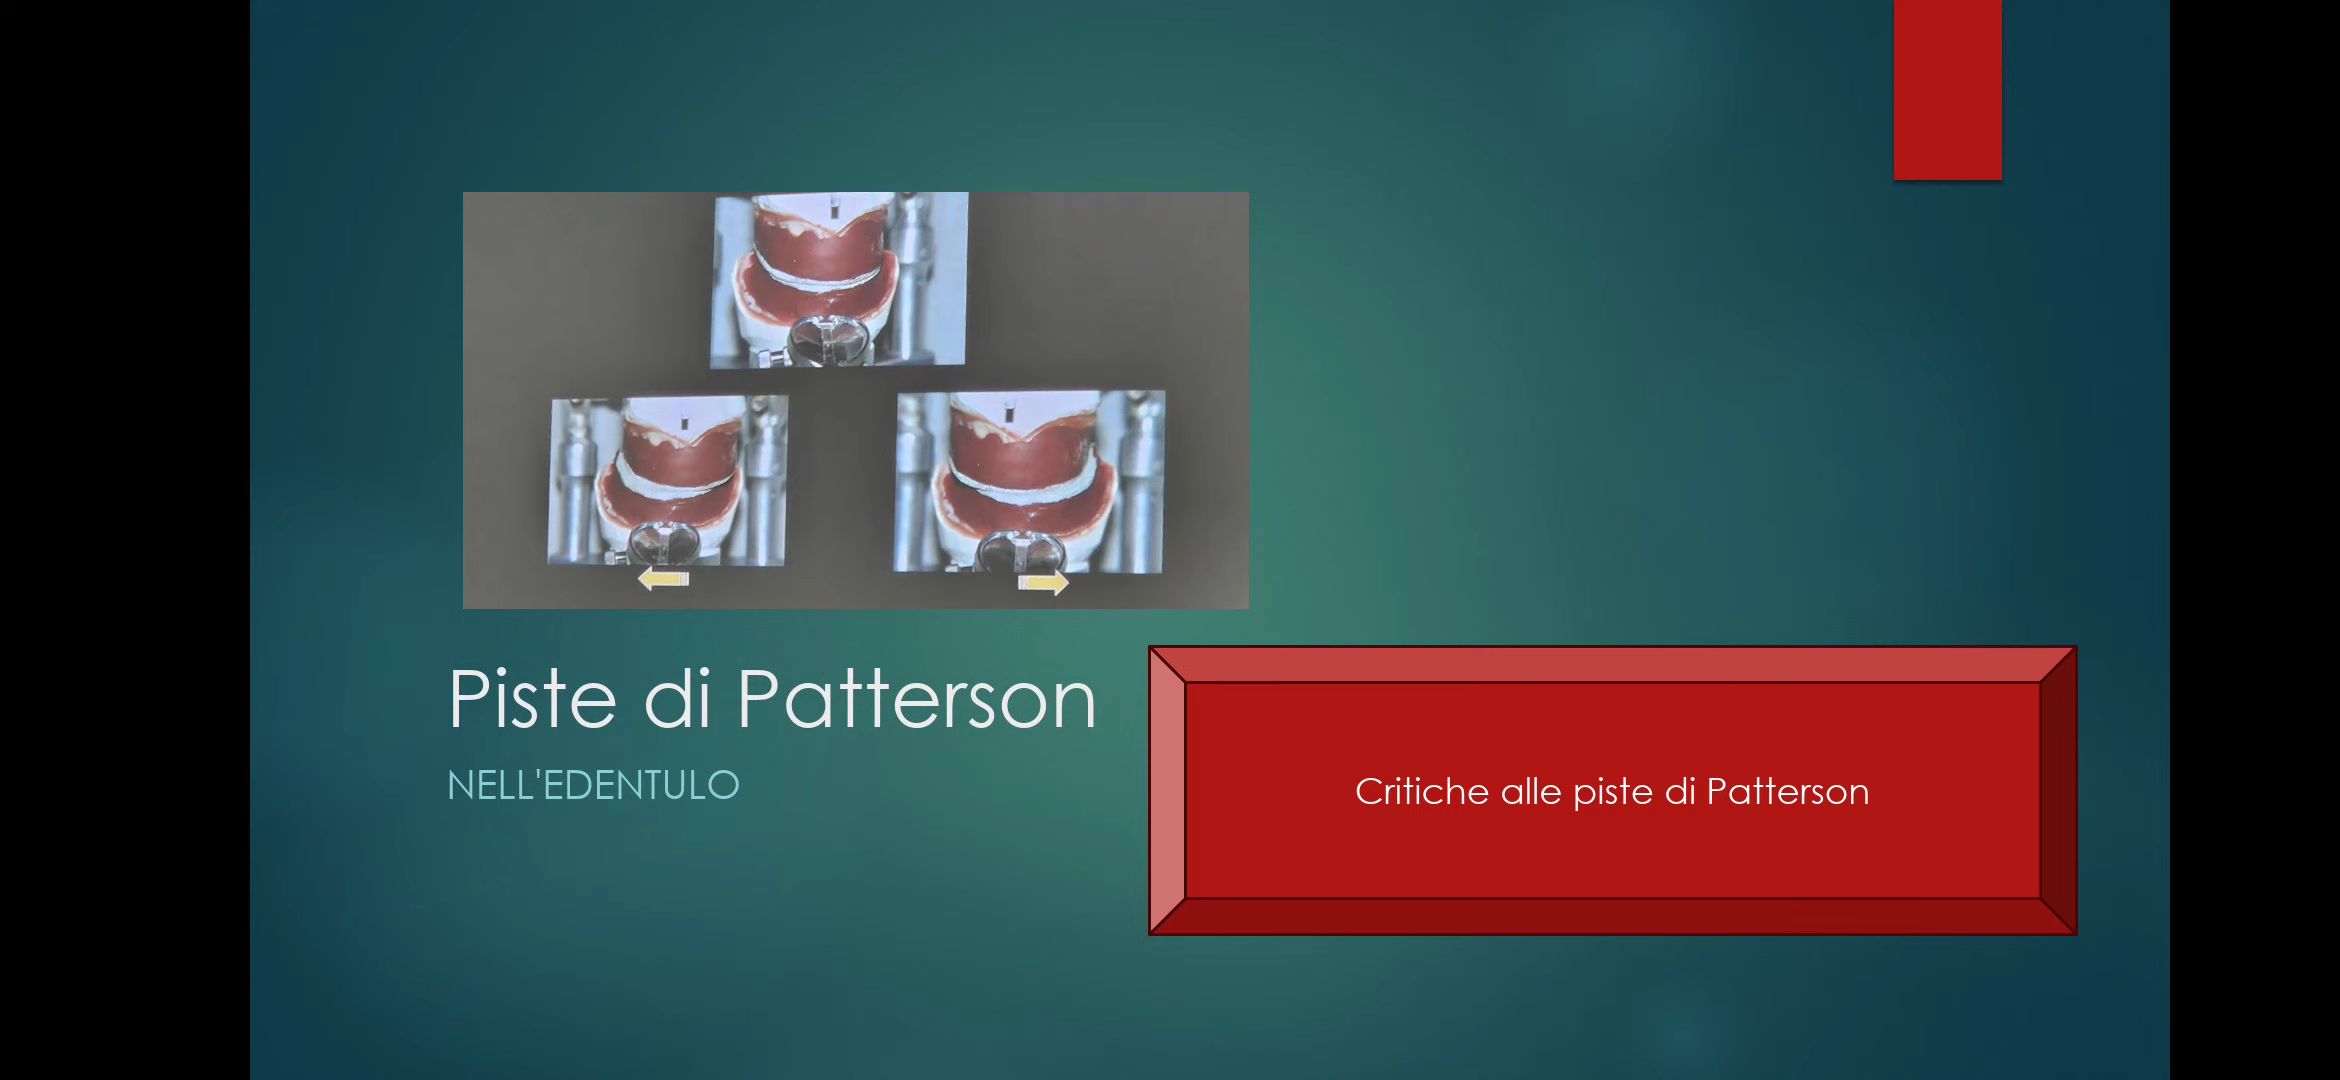 Piste di Patterson
NELL'EDENTULO
Critiche alle piste di Patterson